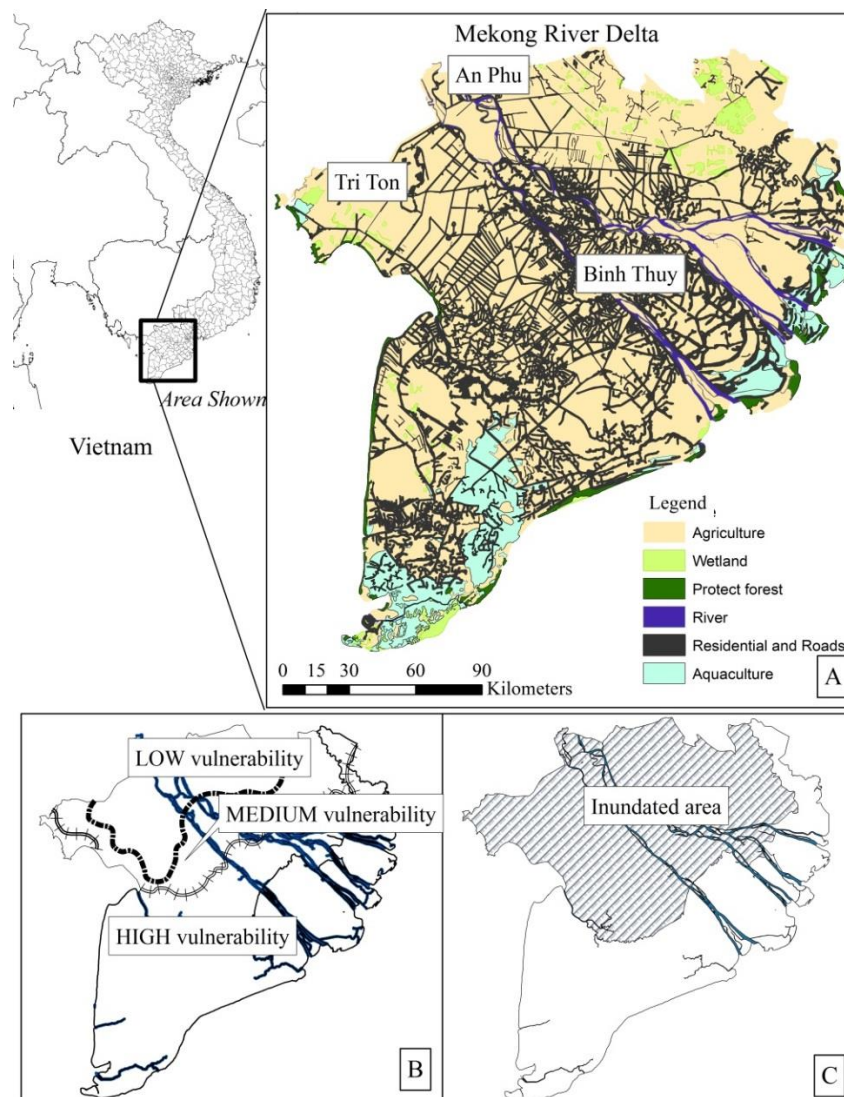 Mekong River Delta
An Phu
Tri Ton
Binh Thuy
Area Shown
Vietnam
Legend
Agriculture
Wetland
Protect forest
River
Residential and Roads
Aquaculture
0 15 30 60 90
Kilometers
A
LOW vulnerability
MEDIUM vulnerability
HIGH vulnerability
B
Inundated area
C